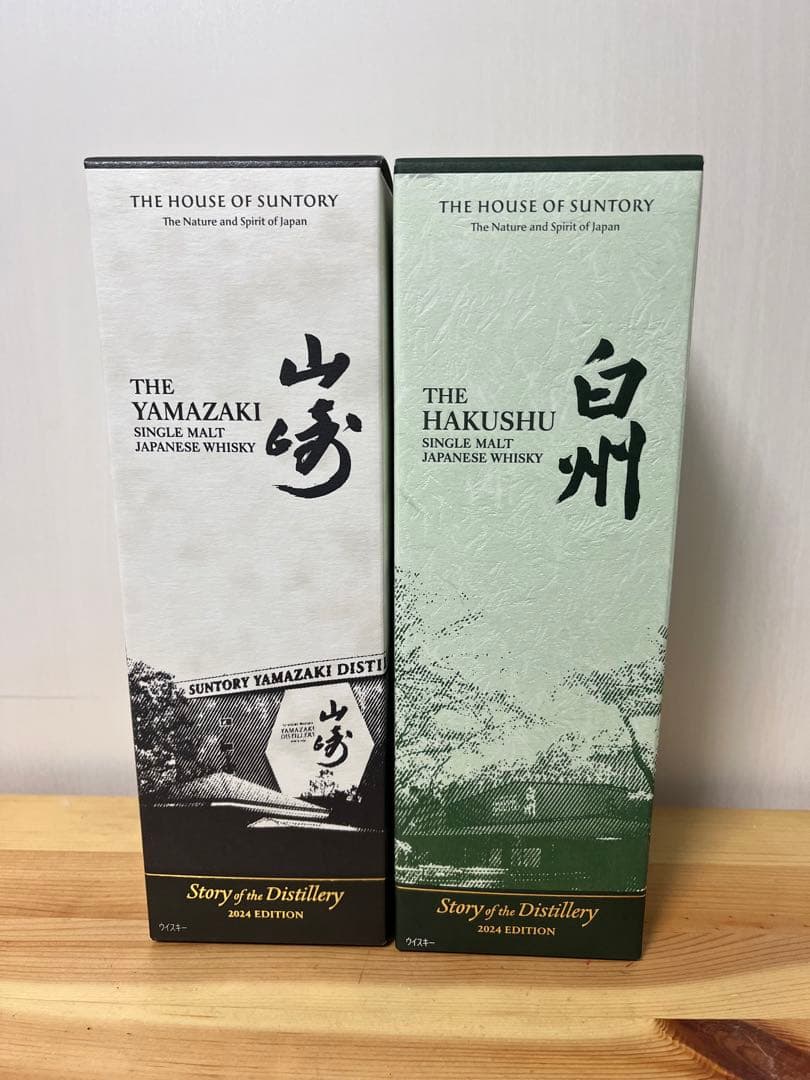 THE HOUSE OF SUNTORY
The Nature and Spirit of Japan
THE
YAMAZAKI
SINGLE MALT
JAPANESE WHISKY
山崎
SUNTORY YAMAZAKI DISTI
YAMAZAKI
DISTILLERY
山崎
Story of the Distillery
2024 EDITION
ウイスキー
THE HOUSE OF SUNTORY
The Nature and Spirit of Japan
THE
HAKUSHU
SINGLE MALT
JAPANESE WHISKY
白州
Story of the Distillery
2024 EDITION
ウイスキー